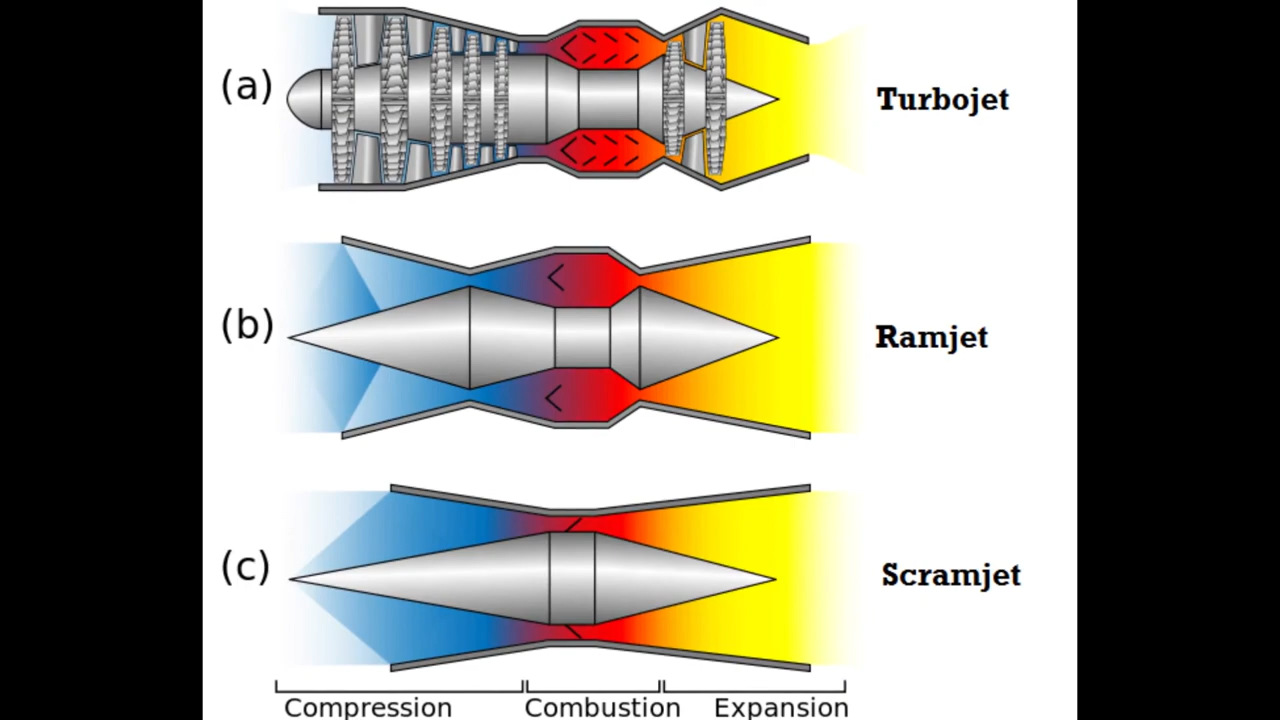 (a) Turbojet
(b) Ramjet
(c) Scramjet
Compression Combustion Expansion